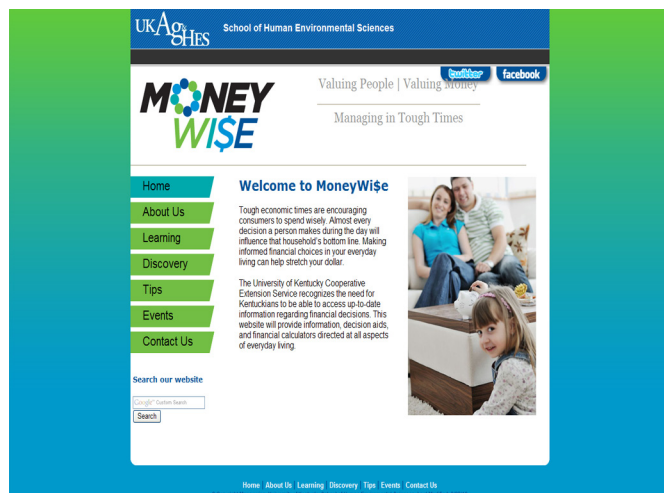 UKAg&HES School of Human Environmental Sciences
twitter facebook
MONEY
WI$E
Valuing People | Valuing Money
Managing in Tough Times
Home
About Us
Learning
Discovery
Tips
Events
Contact Us
Welcome to MoneyWi$e
Tough economic times are encouraging
consumers to spend wisely. Almost every
decision a person makes during the day will
influence that household's bottom line. Making
informed financial choices in your everyday
living can help stretch your dollar.
The University of Kentucky Cooperative
Extension Service recognizes the need for
Kentuckians to be able to access up-to-date
information regarding financial decisions. This
website will provide information, decision aids,
and financial calculators directed at all aspects
of everyday living.
Search our website
Google™ Custom Search
Search
Home | About Us | Learning | Discovery | Tips | Events | Contact Us